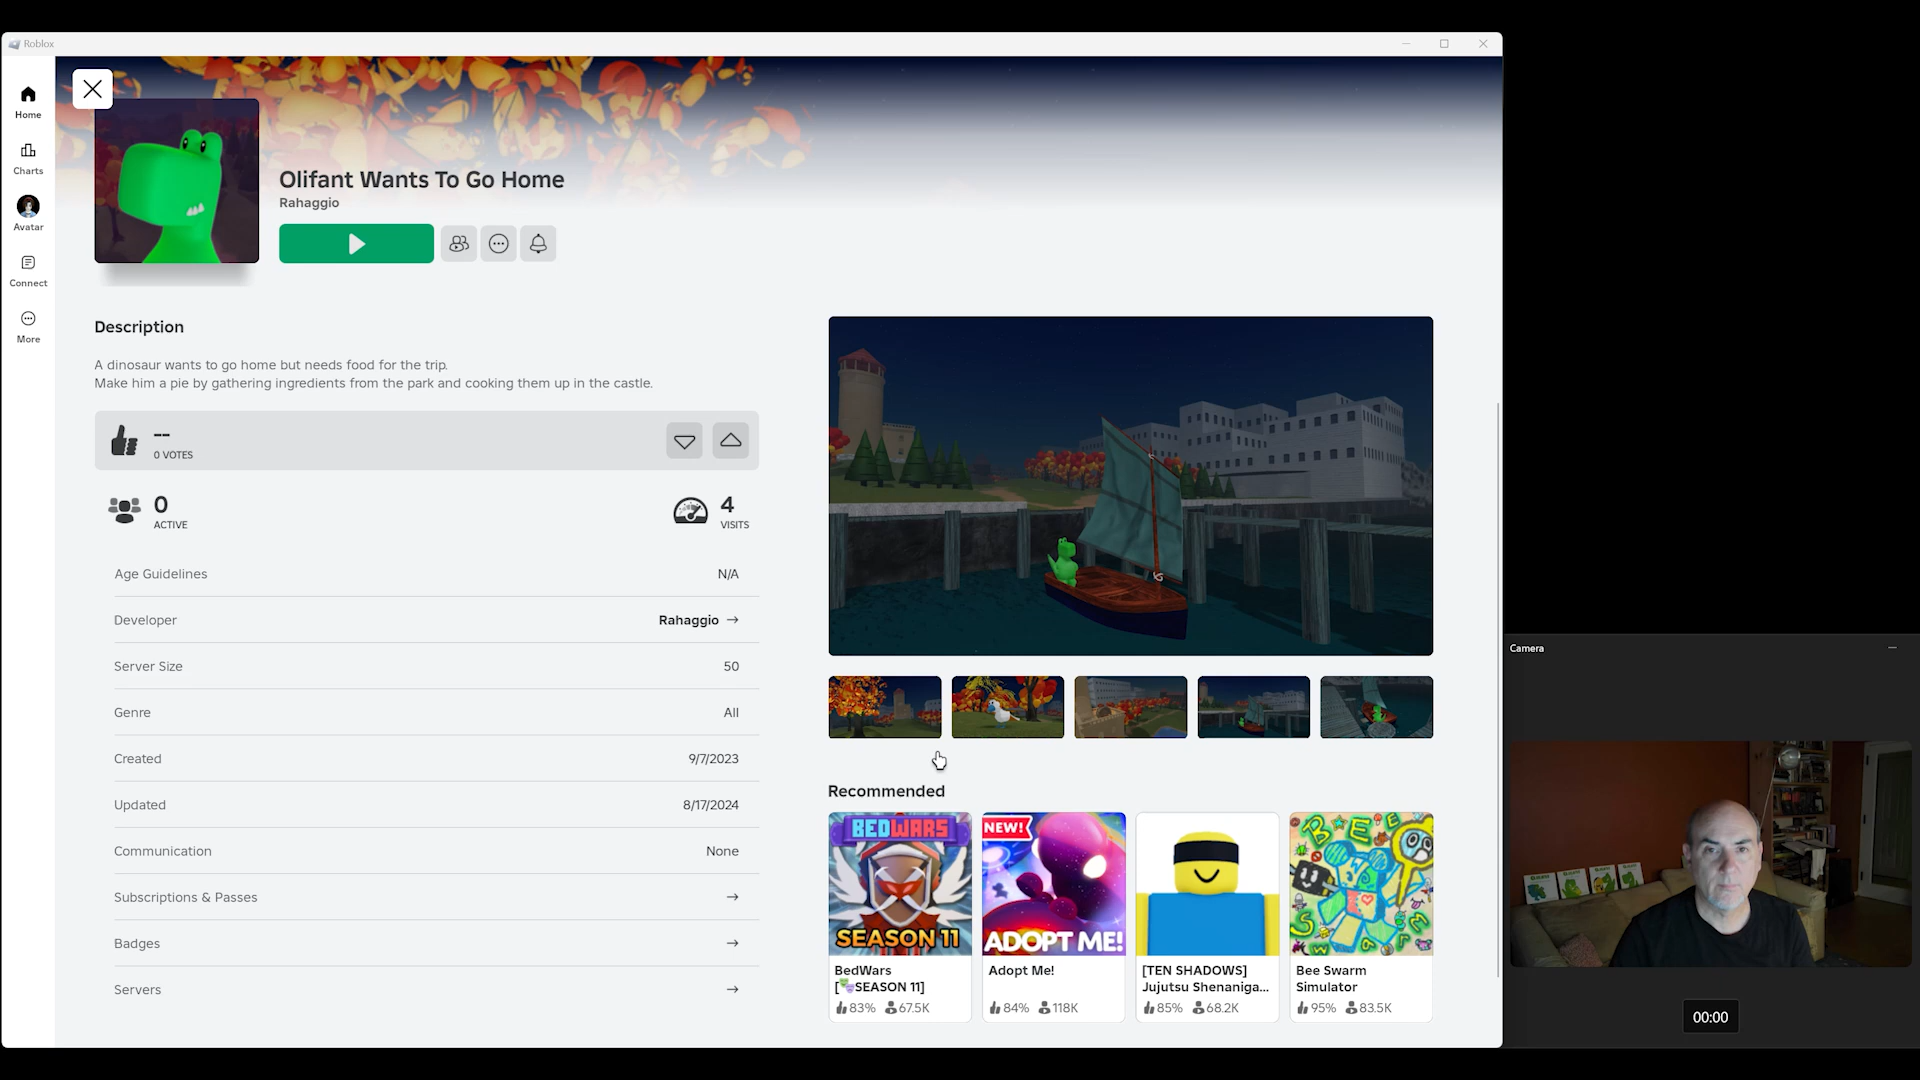 Roblox
Home
Charts
Avatar
Connect
More
Olifant Wants To Go Home
Rahaggio
Description
A dinosaur wants to go home but needs food for the trip.
Make him a pie by gathering ingredients from the park and cooking them up in the castle.
--
0 VOTES
0
ACTIVE
4
VISITS
Age Guidelines N/A
Developer Rahaggio →
Server Size 50
Genre All
Created 9/7/2023
Updated 8/17/2024
Communication None
Subscriptions & Passes →
Badges →
Servers →
Recommended
BEDWARS
SEASON 11
BedWars
[🎭SEASON 11]
83% 67.5K
NEW!
ADOPT ME!
Adopt Me!
84% 118K
[TEN SHADOWS]
Jujutsu Shenaniga...
85% 68.2K
BEE
Swarm
Bee Swarm
Simulator
95% 83.5K
Camera
00:00